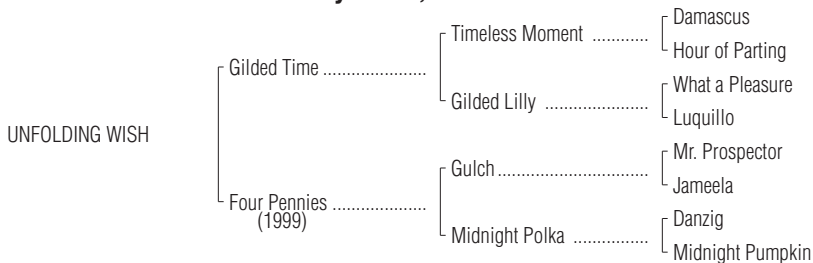 Damascus
Timeless Moment ............
Hour of Parting
Gilded Time ......................
What a Pleasure
Gilded Lilly ......................
Luquillo
UNFOLDING WISH
Mr. Prospector
Gulch ................................
Jameela
Four Pennies ....................
(1999)
Danzig
Midnight Polka ................
Midnight Pumpkin